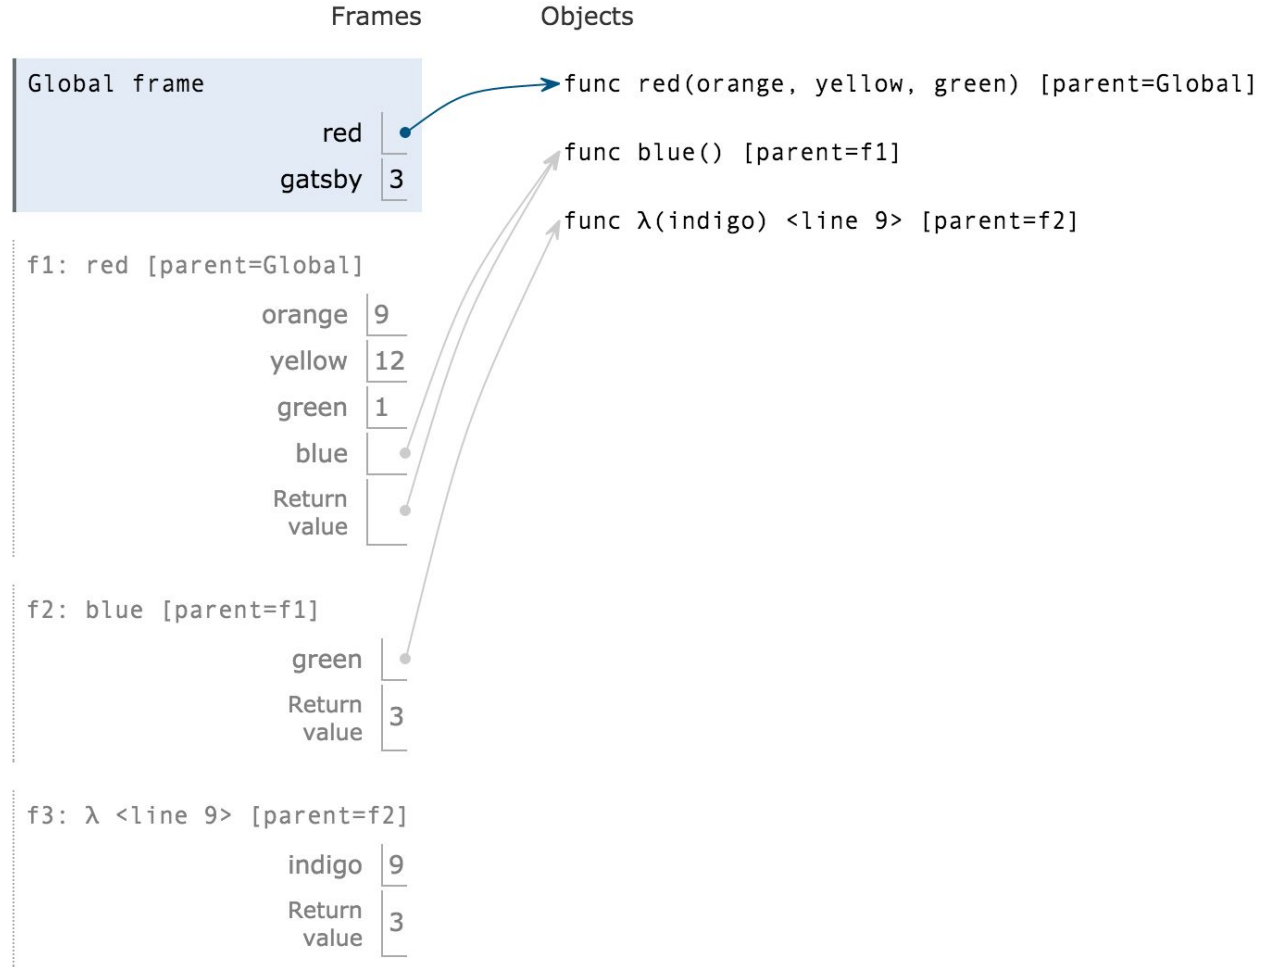 Frames Objects
Global frame
red
gatsby 3
func red(orange, yellow, green) [parent=Global]
func blue() [parent=f1]
func λ(indigo) <line 9> [parent=f2]
f1: red [parent=Global]
orange 9
yellow 12
green 1
blue
Return
value
f2: blue [parent=f1]
green
Return
value 3
f3: λ <line 9> [parent=f2]
indigo 9
Return
value 3